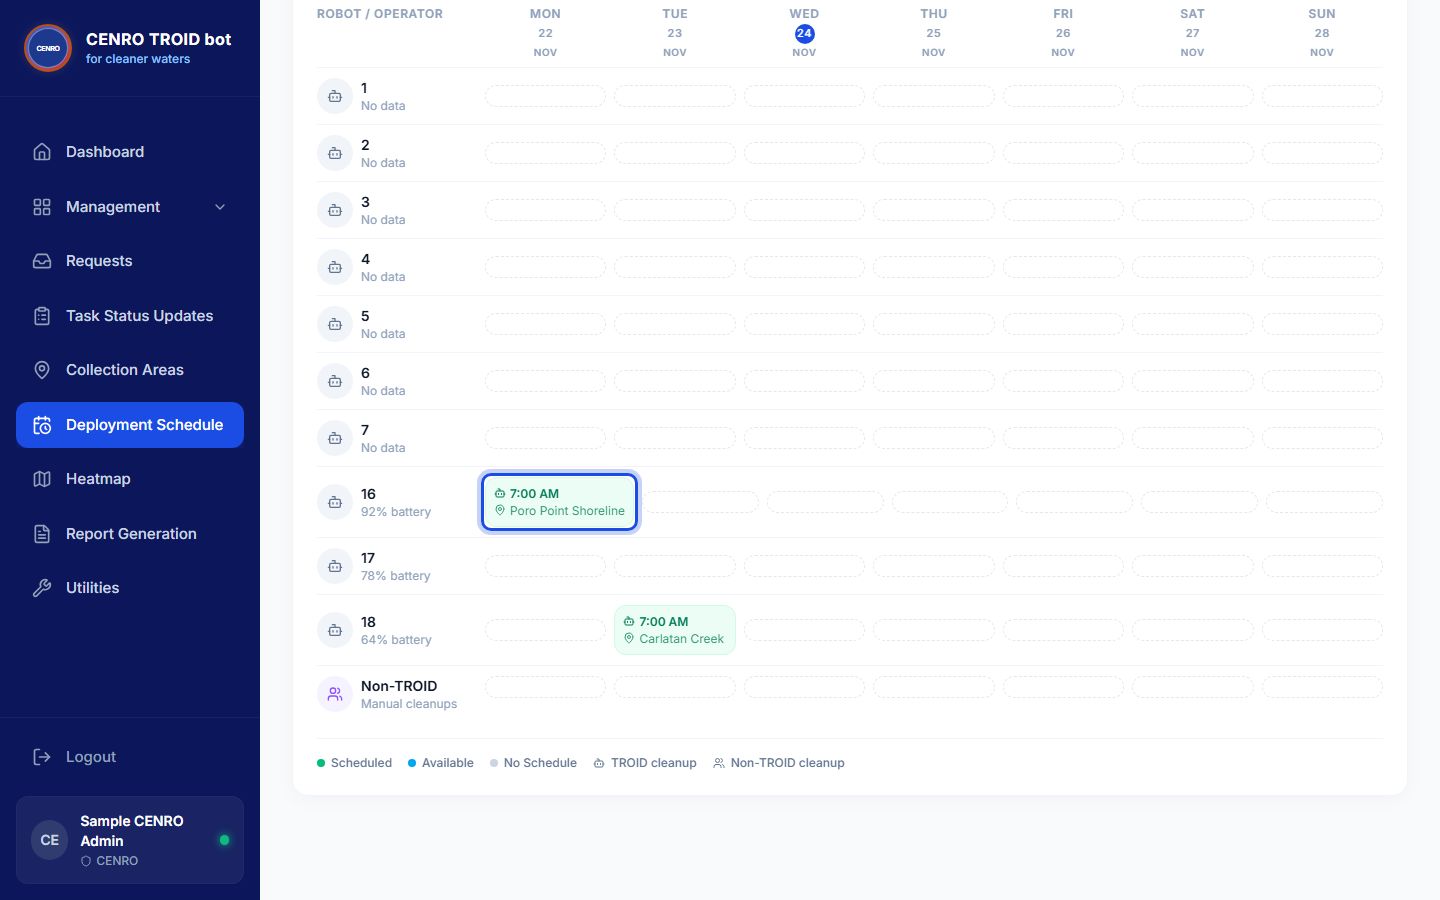 CENRO
CENRO TROID bot
for cleaner waters
Dashboard
Management
Requests
Task Status Updates
Collection Areas
Deployment Schedule
Heatmap
Report Generation
Utilities
Logout
CE
Sample CENRO
Admin
CENRO
ROBOT / OPERATOR
MON
22
NOV
TUE
23
NOV
WED
24
NOV
THU
25
NOV
FRI
26
NOV
SAT
27
NOV
SUN
28
NOV
1
No data
2
No data
3
No data
4
No data
5
No data
6
No data
7
No data
16
92% battery
7:00 AM
Poro Point Shoreline
17
78% battery
18
64% battery
7:00 AM
Carlatan Creek
Non-TROID
Manual cleanups
Scheduled
Available
No Schedule
TROID cleanup
Non-TROID cleanup